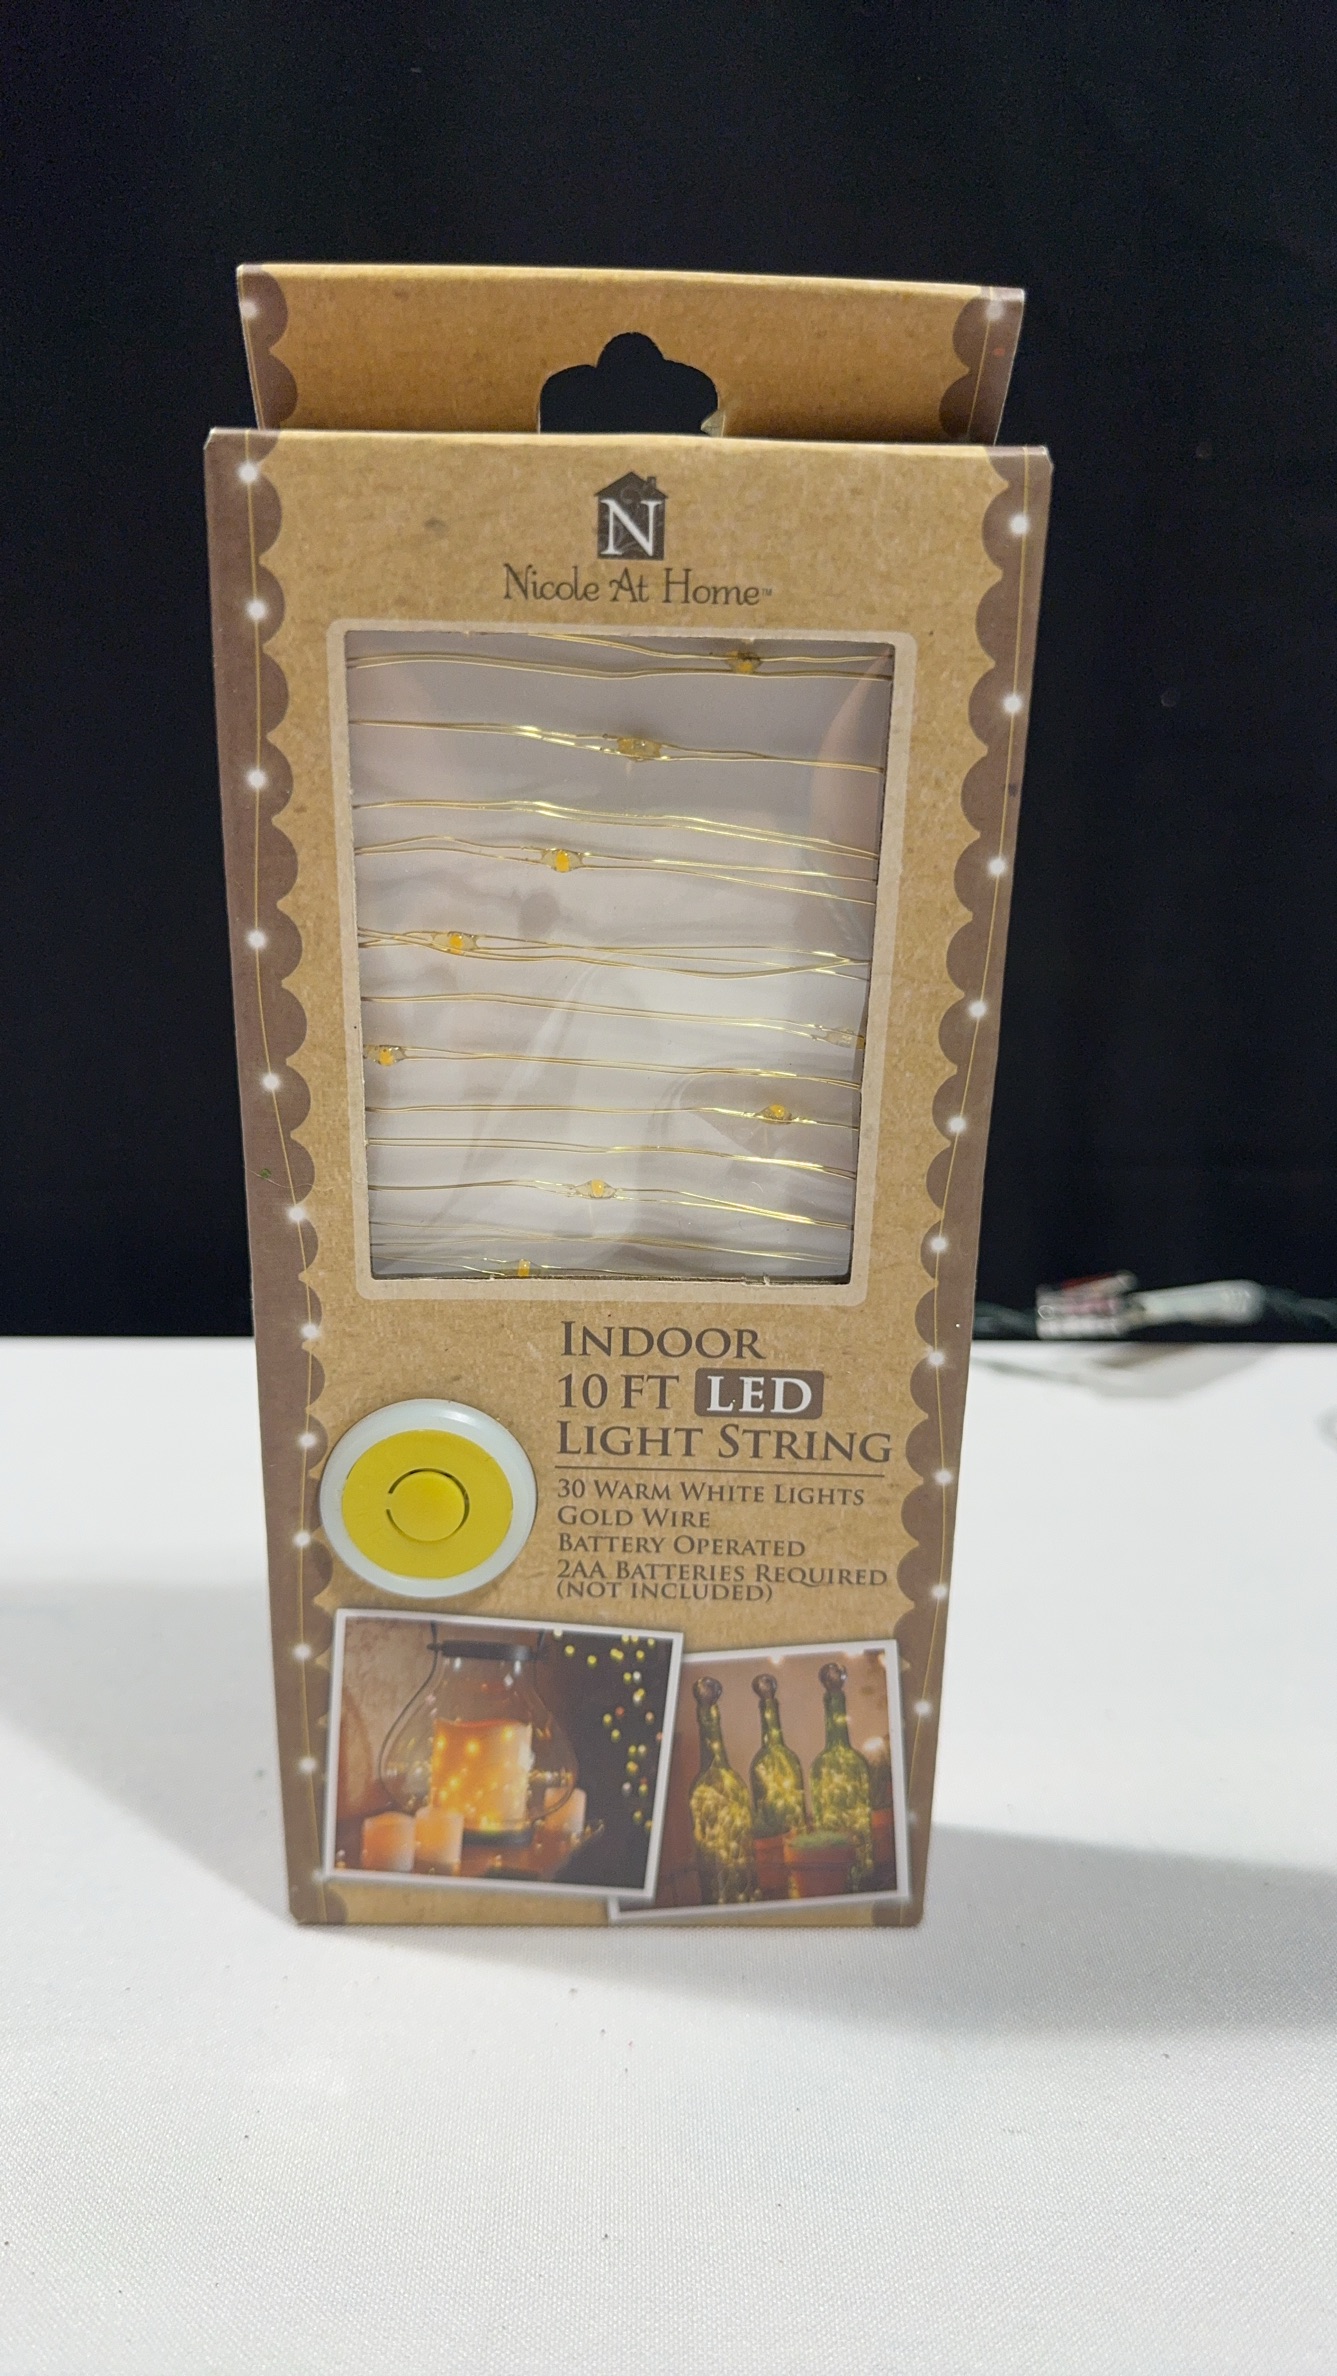 N
Nicole At Home™
INDOOR
10 FT LED
LIGHT STRING
30 WARM WHITE LIGHTS
GOLD WIRE
BATTERY OPERATED
2AA BATTERIES REQUIRED
(NOT INCLUDED)